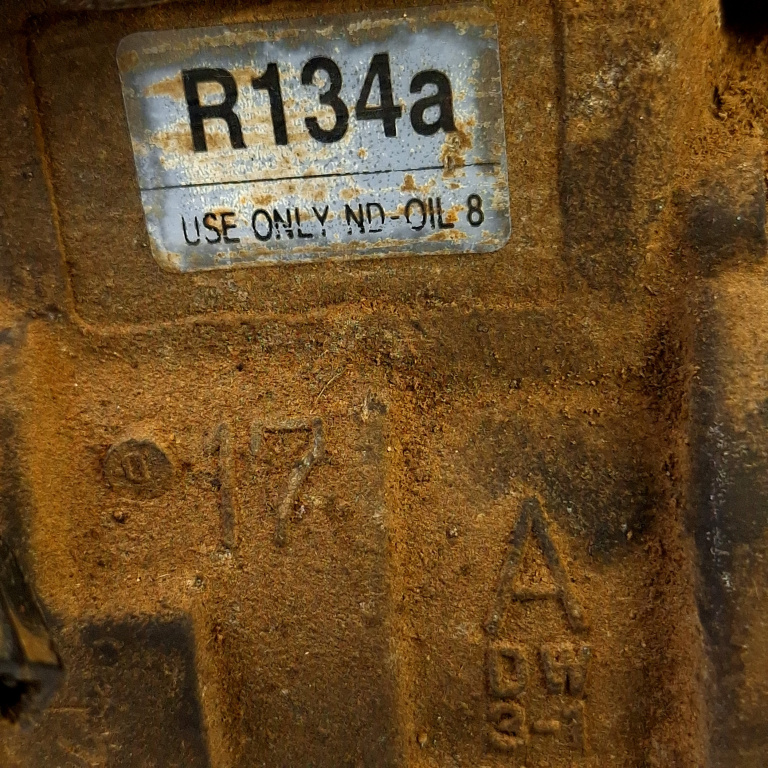 R134a
USE ONLY ND-OIL 8
17
A
DW
3-1